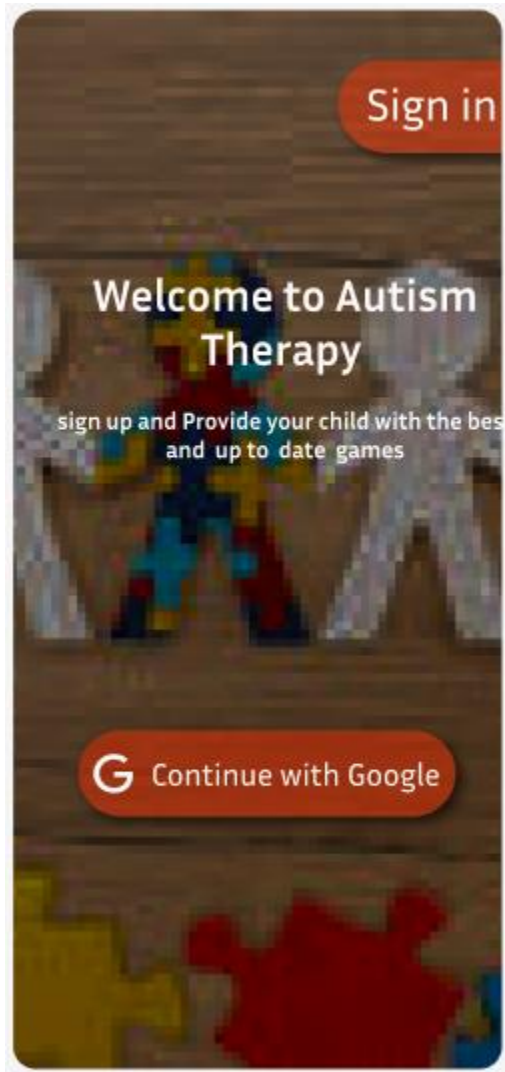 Sign in
Welcome to Autism
Therapy
sign up and Provide your child with the bes
and up to date games
Continue with Google